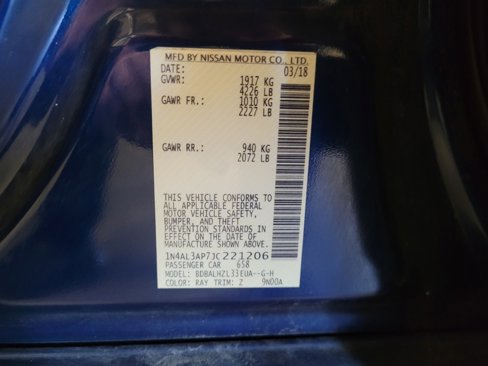 MFD BY NISSAN MOTOR CO., LTD.
DATE: 03/18
GVWR: 1917 KG
4226 LB
GAWR FR.: 1010 KG
2227 LB
GAWR RR.: 940 KG
2072 LB
THIS VEHICLE CONFORMS TO
ALL APPLICABLE FEDERAL
MOTOR VEHICLE SAFETY,
BUMPER, AND THEFT
PREVENTION STANDARDS IN
EFFECT ON THE DATE OF
MANUFACTURE SHOWN ABOVE.
1N4AL3AP7JC221206
PASSENGER CAR 658
MODEL: BDBALHZL33EUA--G-H
COLOR: RAY TRIM: Z 9N00A